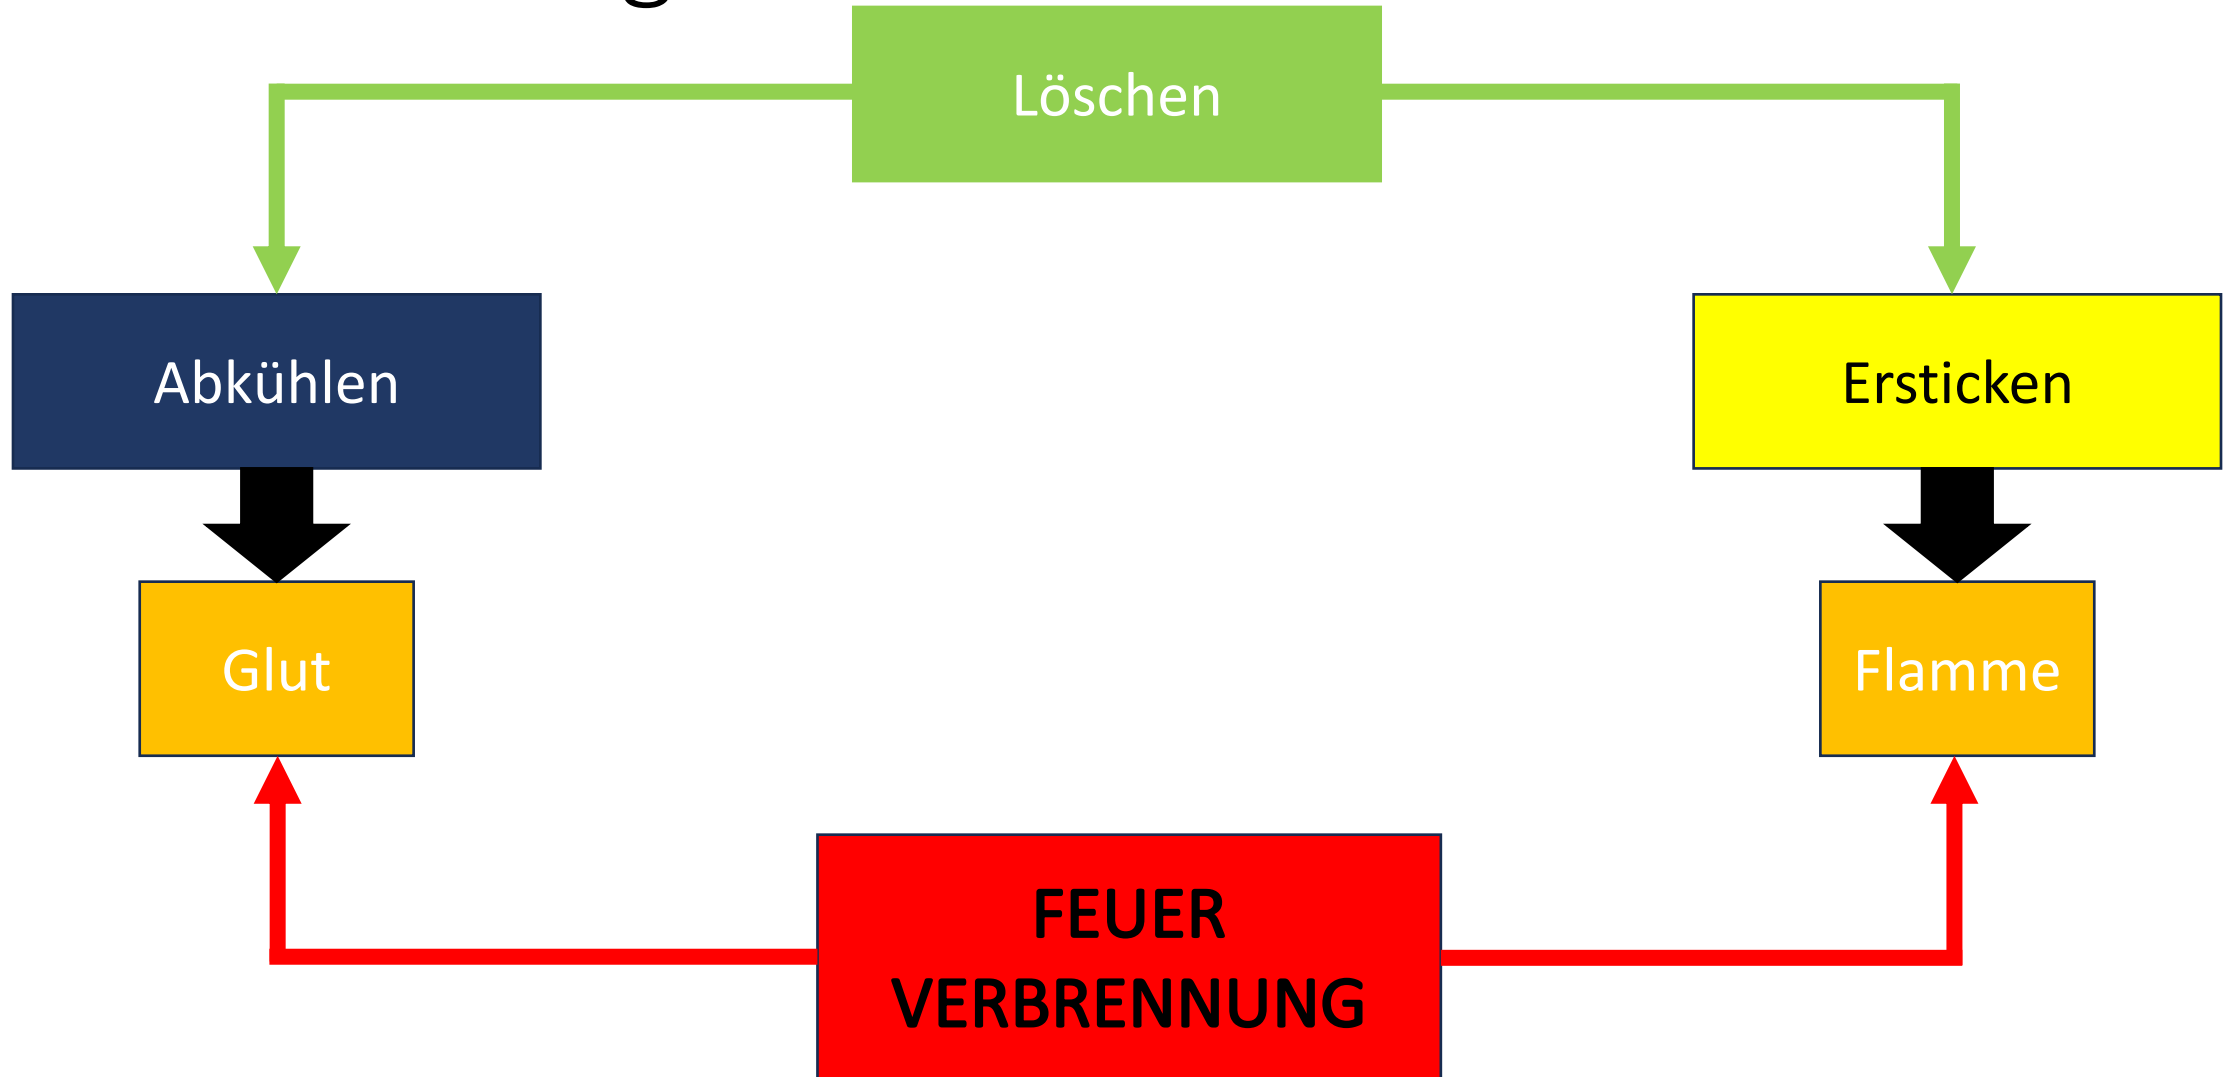 Löschen
Abkühlen
Ersticken
Glut
Flamme
FEUER
VERBRENNUNG